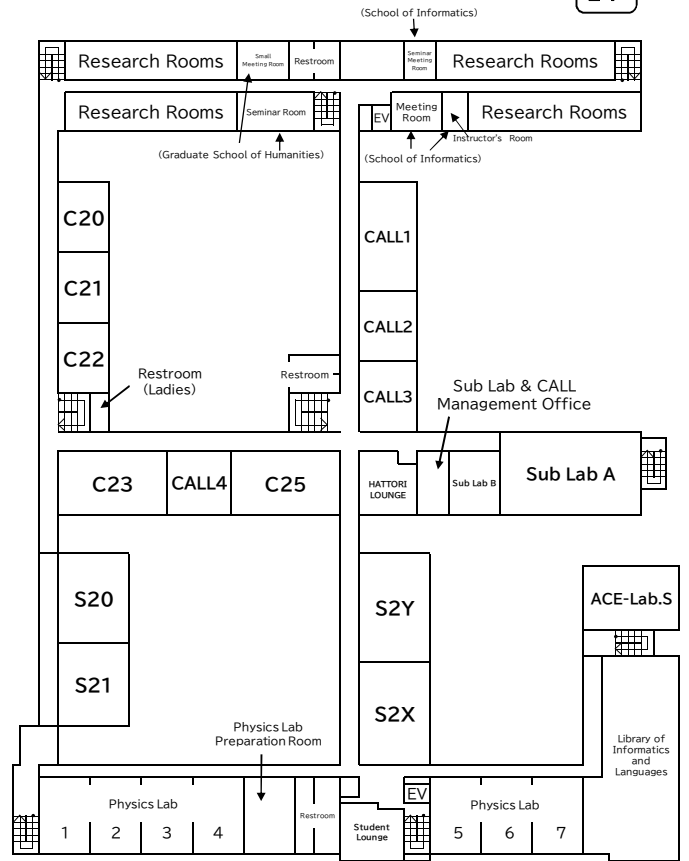 (School of Informatics)
Research Rooms
Small
Meeting Room
Restroom
Seminar
Meeting
Room
Research Rooms
Research Rooms
Seminar Room
EV
Meeting
Room
Research Rooms
Instructor's Room
(Graduate School of Humanities)
(School of Informatics)
C20
CALL1
C21
CALL2
C22
Restroom
(Ladies)
Restroom
CALL3
Sub Lab & CALL
Management Office
C23
CALL4
C25
HATTORI
LOUNGE
Sub Lab B
Sub Lab A
S20
S2Y
ACE-Lab.S
S21
S2X
Physics Lab
Preparation Room
Library of
Informatics
and
Languages
Physics Lab
1
2
3
4
Restroom
EV
Student
Lounge
Physics Lab
5
6
7